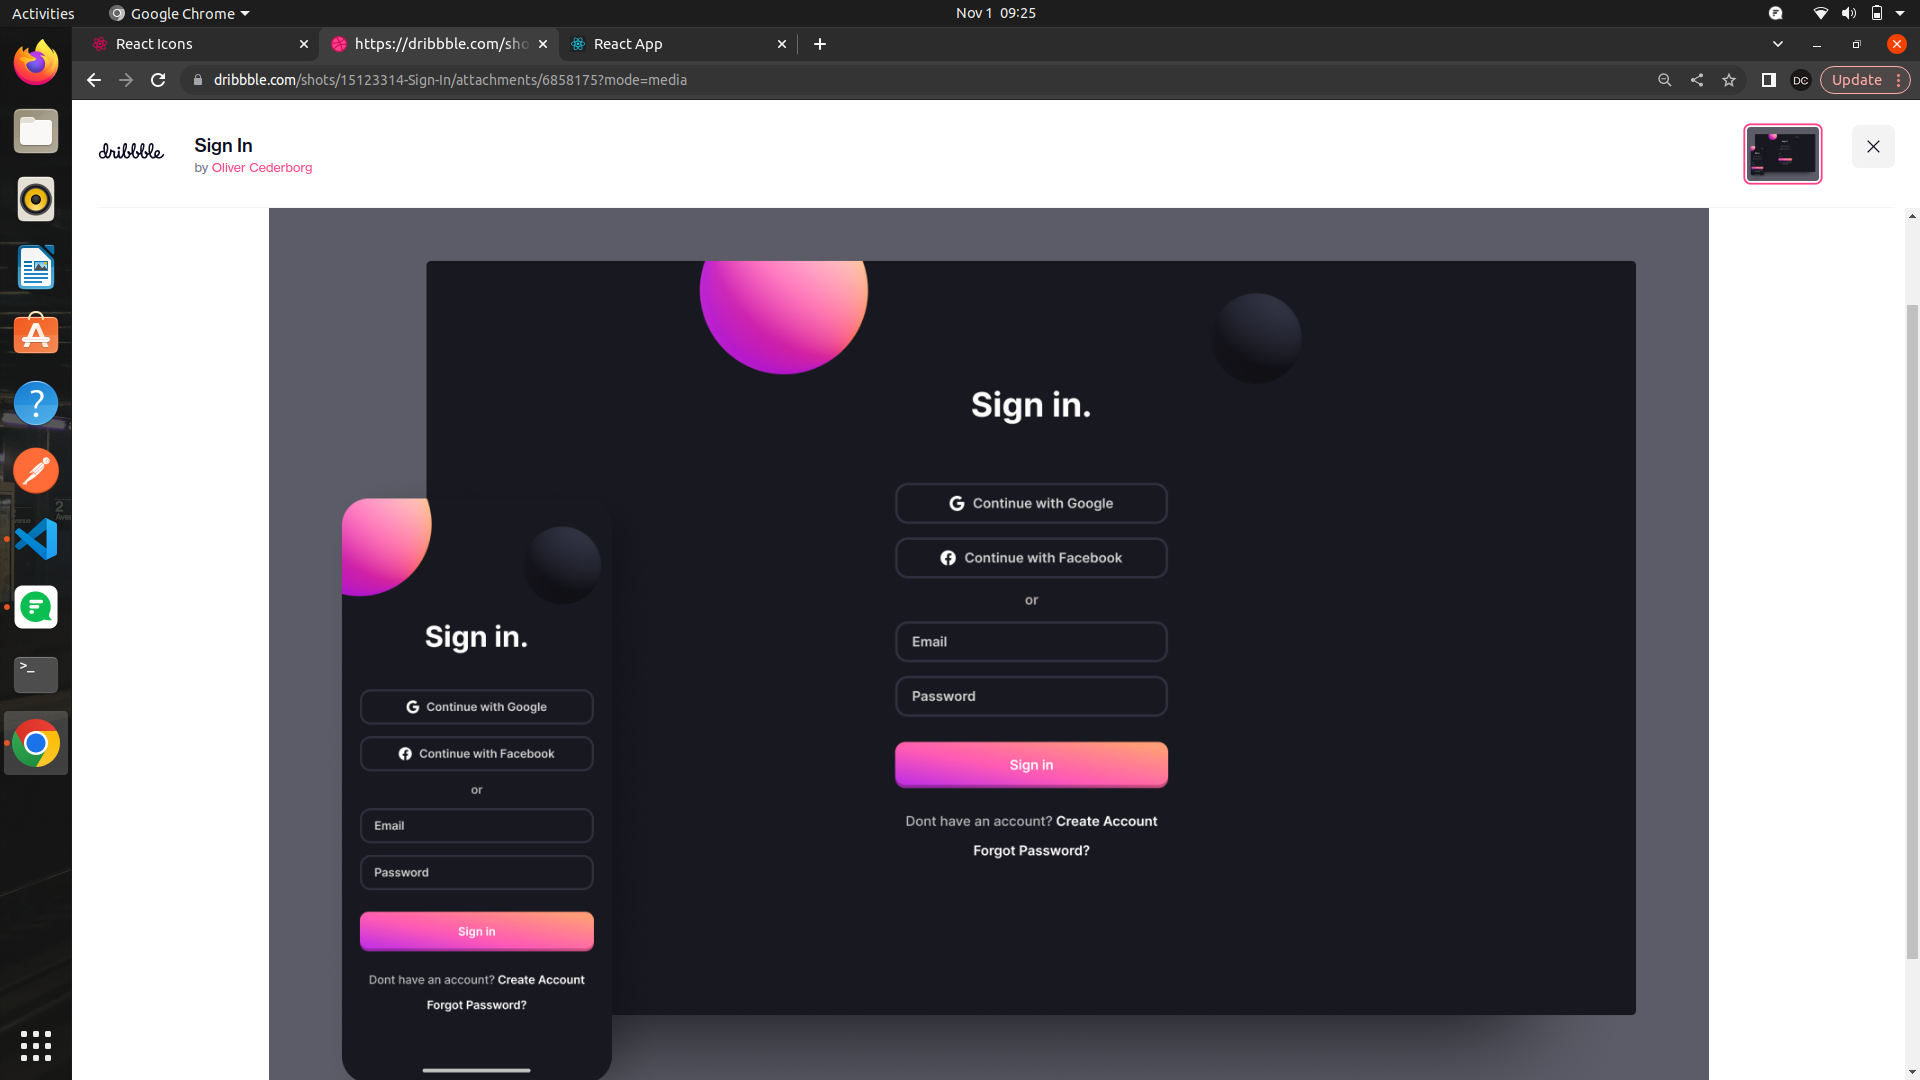 Activities
Google Chrome
Nov 1 09:25
React Icons
https://dribbble.com/sho
React App
dribbble.com/shots/15123314-Sign-In/attachments/6858175?mode=media
DC
Update
dribbble
Sign In
by Oliver Cederborg
Sign in.
Continue with Google
Continue with Facebook
or
Email
Password
Sign in
Dont have an account? Create Account
Forgot Password?
Sign in.
Continue with Google
Continue with Facebook
or
Email
Password
Sign in
Dont have an account? Create Account
Forgot Password?